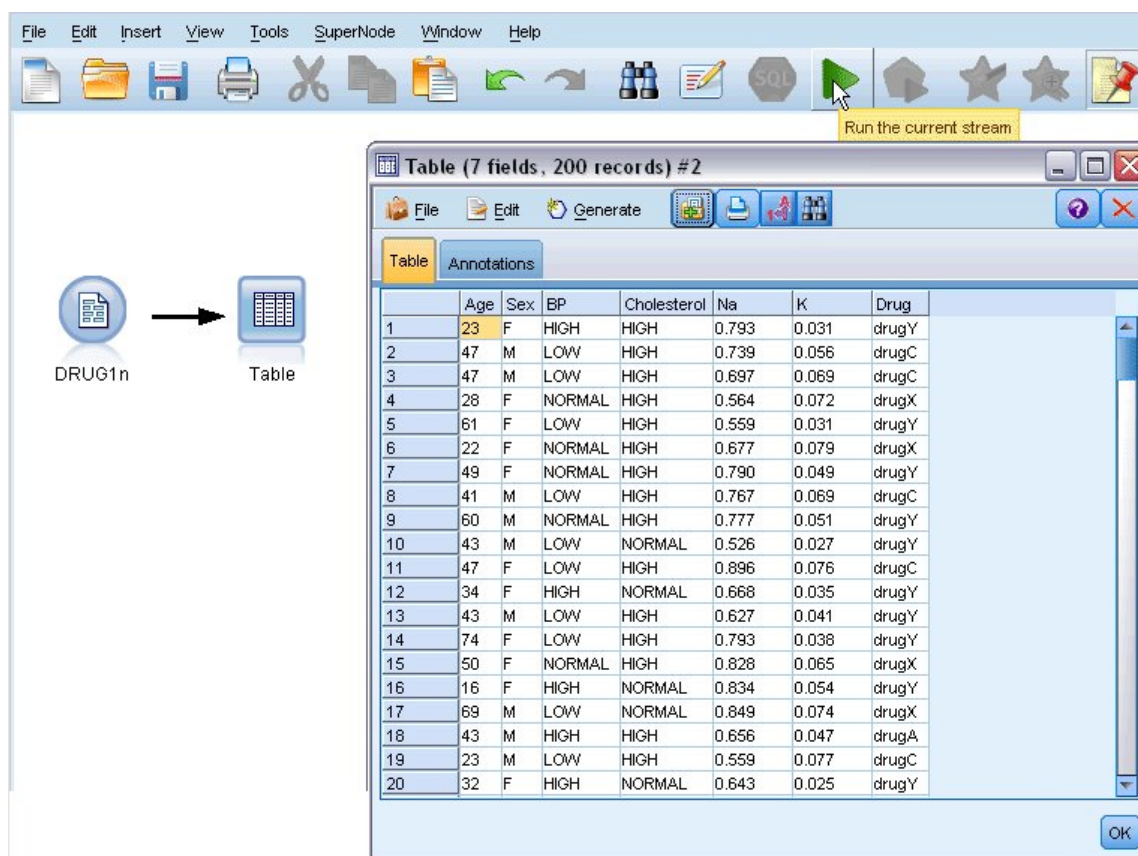 File Edit Insert View Tools SuperNode Window Help
SQL
Run the current stream
Table (7 fields, 200 records) #2
File Edit Generate
Table Annotations
Age Sex BP Cholesterol Na K Drug
1 23 F HIGH HIGH 0.793 0.031 drugY
2 47 M LOW HIGH 0.739 0.056 drugC
3 47 M LOW HIGH 0.697 0.069 drugC
4 28 F NORMAL HIGH 0.564 0.072 drugX
5 61 F LOW HIGH 0.559 0.031 drugY
6 22 F NORMAL HIGH 0.677 0.079 drugX
7 49 F NORMAL HIGH 0.790 0.049 drugY
8 41 M LOW HIGH 0.767 0.069 drugC
9 60 M NORMAL HIGH 0.777 0.051 drugY
10 43 M LOW NORMAL 0.526 0.027 drugY
11 47 F LOW HIGH 0.896 0.076 drugC
12 34 F HIGH NORMAL 0.668 0.035 drugY
13 43 M LOW HIGH 0.627 0.041 drugY
14 74 F LOW HIGH 0.793 0.038 drugY
15 50 F NORMAL HIGH 0.828 0.065 drugX
16 16 F HIGH NORMAL 0.834 0.054 drugY
17 69 M LOW NORMAL 0.849 0.074 drugX
18 43 M HIGH HIGH 0.656 0.047 drugA
19 23 M LOW HIGH 0.559 0.077 drugC
20 32 F HIGH NORMAL 0.643 0.025 drugY
OK
DRUG1n Table